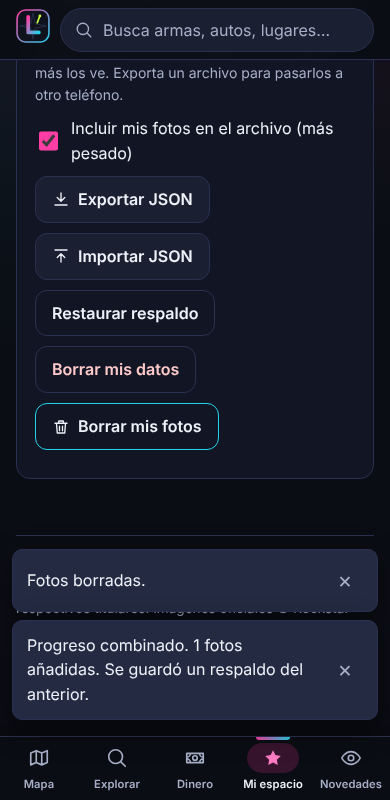 Busca armas, autos, lugares...
más los ve. Exporta un archivo para pasarlos a
otro teléfono.
Incluir mis fotos en el archivo (más
pesado)
Exportar JSON
Importar JSON
Restaurar respaldo
Borrar mis datos
Borrar mis fotos
Fotos borradas.
Progreso combinado. 1 fotos
añadidas. Se guardó un respaldo del
anterior.
Mapa
Explorar
Dinero
Mi espacio
Novedades